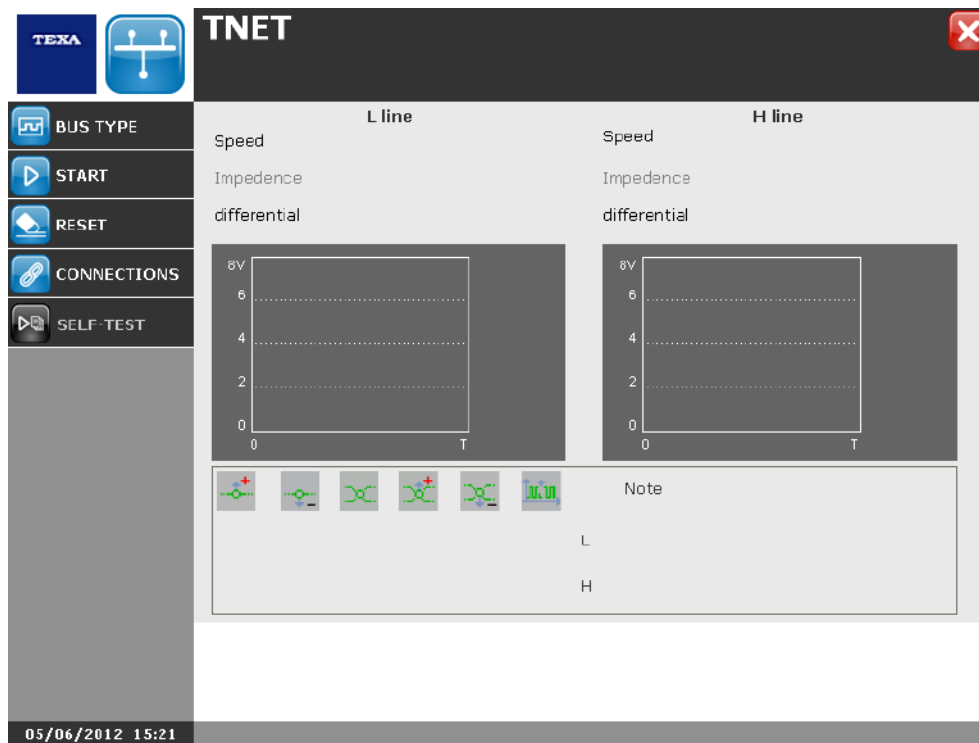 TEXA
TNET
BUS TYPE
START
RESET
CONNECTIONS
SELF-TEST
L line
Speed
Impedence
differential
8V
6
4
2
0
0 T
H line
Speed
Impedence
differential
8V
6
4
2
0
0 T
Note
L
H
05/06/2012 15:21